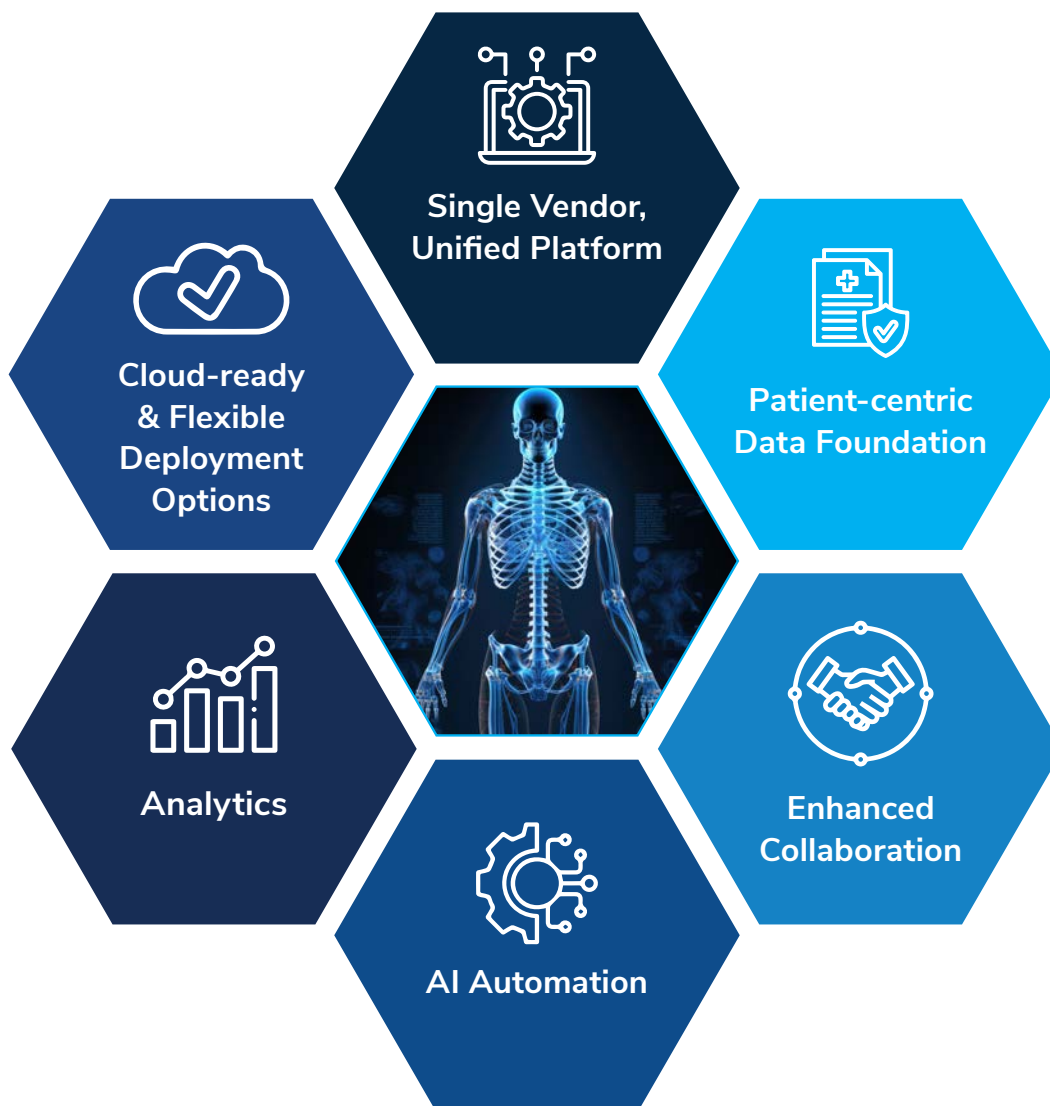 Single Vendor,
Unified Platform
Cloud-ready
& Flexible
Deployment
Options
Patient-centric
Data Foundation
Analytics
Enhanced
Collaboration
AI Automation